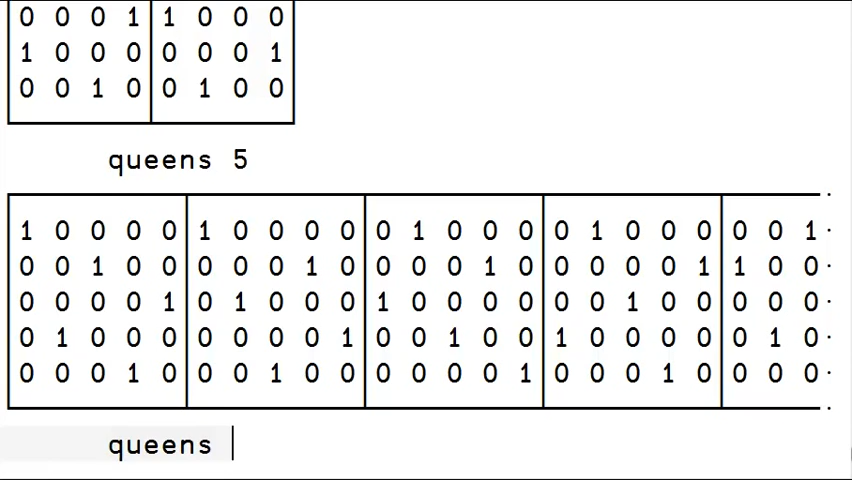 0 0 0 1 1 0 0 0
1 0 0 0 0 0 0 1
0 0 1 0 0 1 0 0
queens 5
1 0 0 0 0 1 0 0 0 0 0 1 0 0 0 0 1 0 0 0 0 0 1·
0 0 1 0 0 0 0 0 1 0 0 0 0 1 0 0 0 0 0 1 1 0 0·
0 0 0 0 1 0 1 0 0 0 1 0 0 0 0 0 0 1 0 0 0 0 0·
0 1 0 0 0 0 0 0 0 1 0 0 1 0 0 1 0 0 0 0 0 1 0·
0 0 0 1 0 0 0 1 0 0 0 0 0 0 1 0 0 0 1 0 0 0 0·
queens